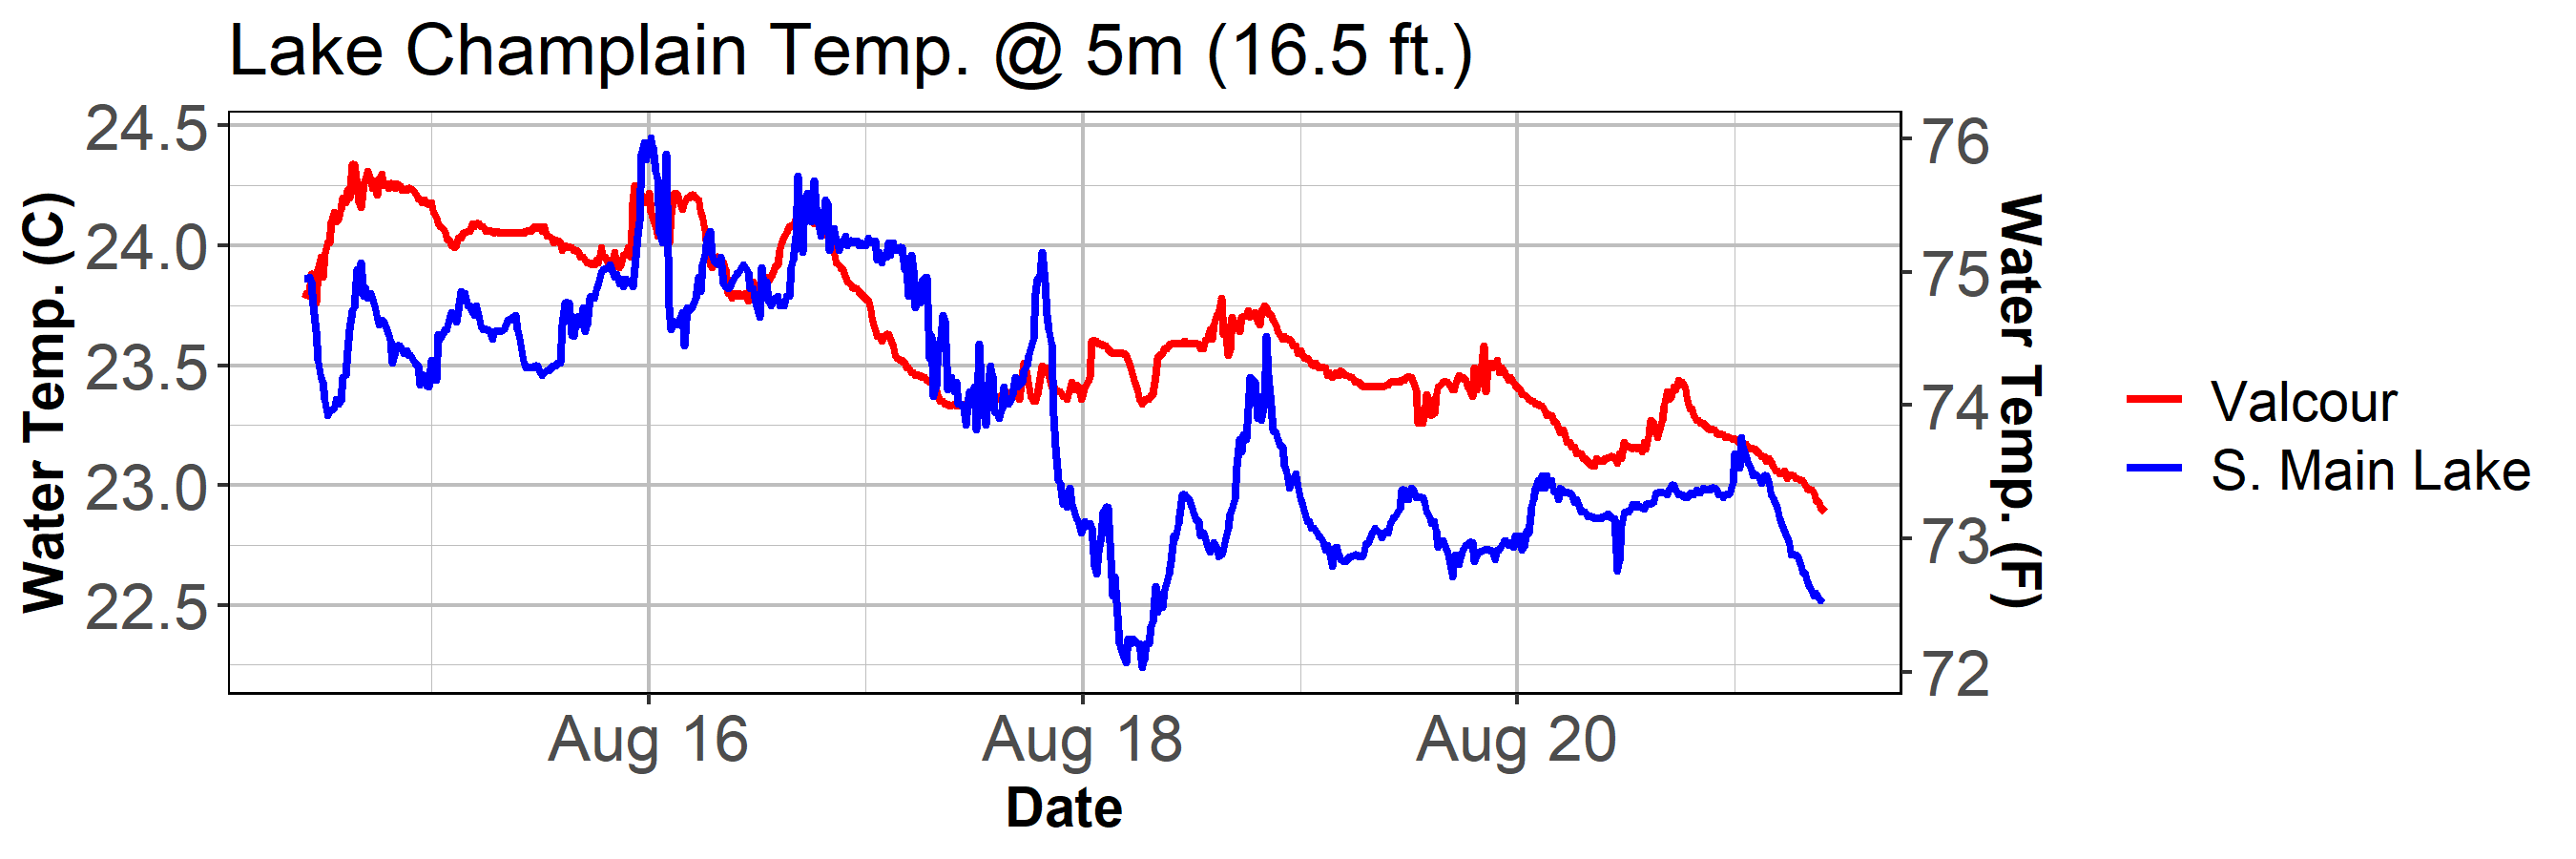 Lake Champlain Temp. @ 5m (16.5 ft.)
Water Temp. (C)
24.5
24.0
23.5
23.0
22.5
76
75
74
73
72
Water Temp. (F)
Valcour
S. Main Lake
Aug 16 Aug 18 Aug 20
Date